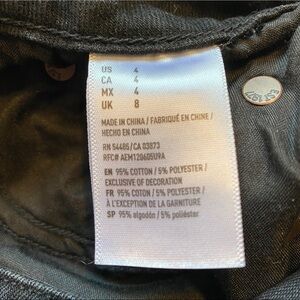 US 4
CA 4
MX 4
UK 8
MADE IN CHINA / FABRIQUÉ EN CHINE /
HECHO EN CHINA
RN 54485/CA 03873
RFC# AEM120605U9A
EN 95% COTTON / 5% POLYESTER /
EXCLUSIVE OF DECORATION
FR 95% COTON / 5% POLYESTER /
À L'EXCEPTION DE LA GARNITURE
SP 95% algodón / 5% poliéster